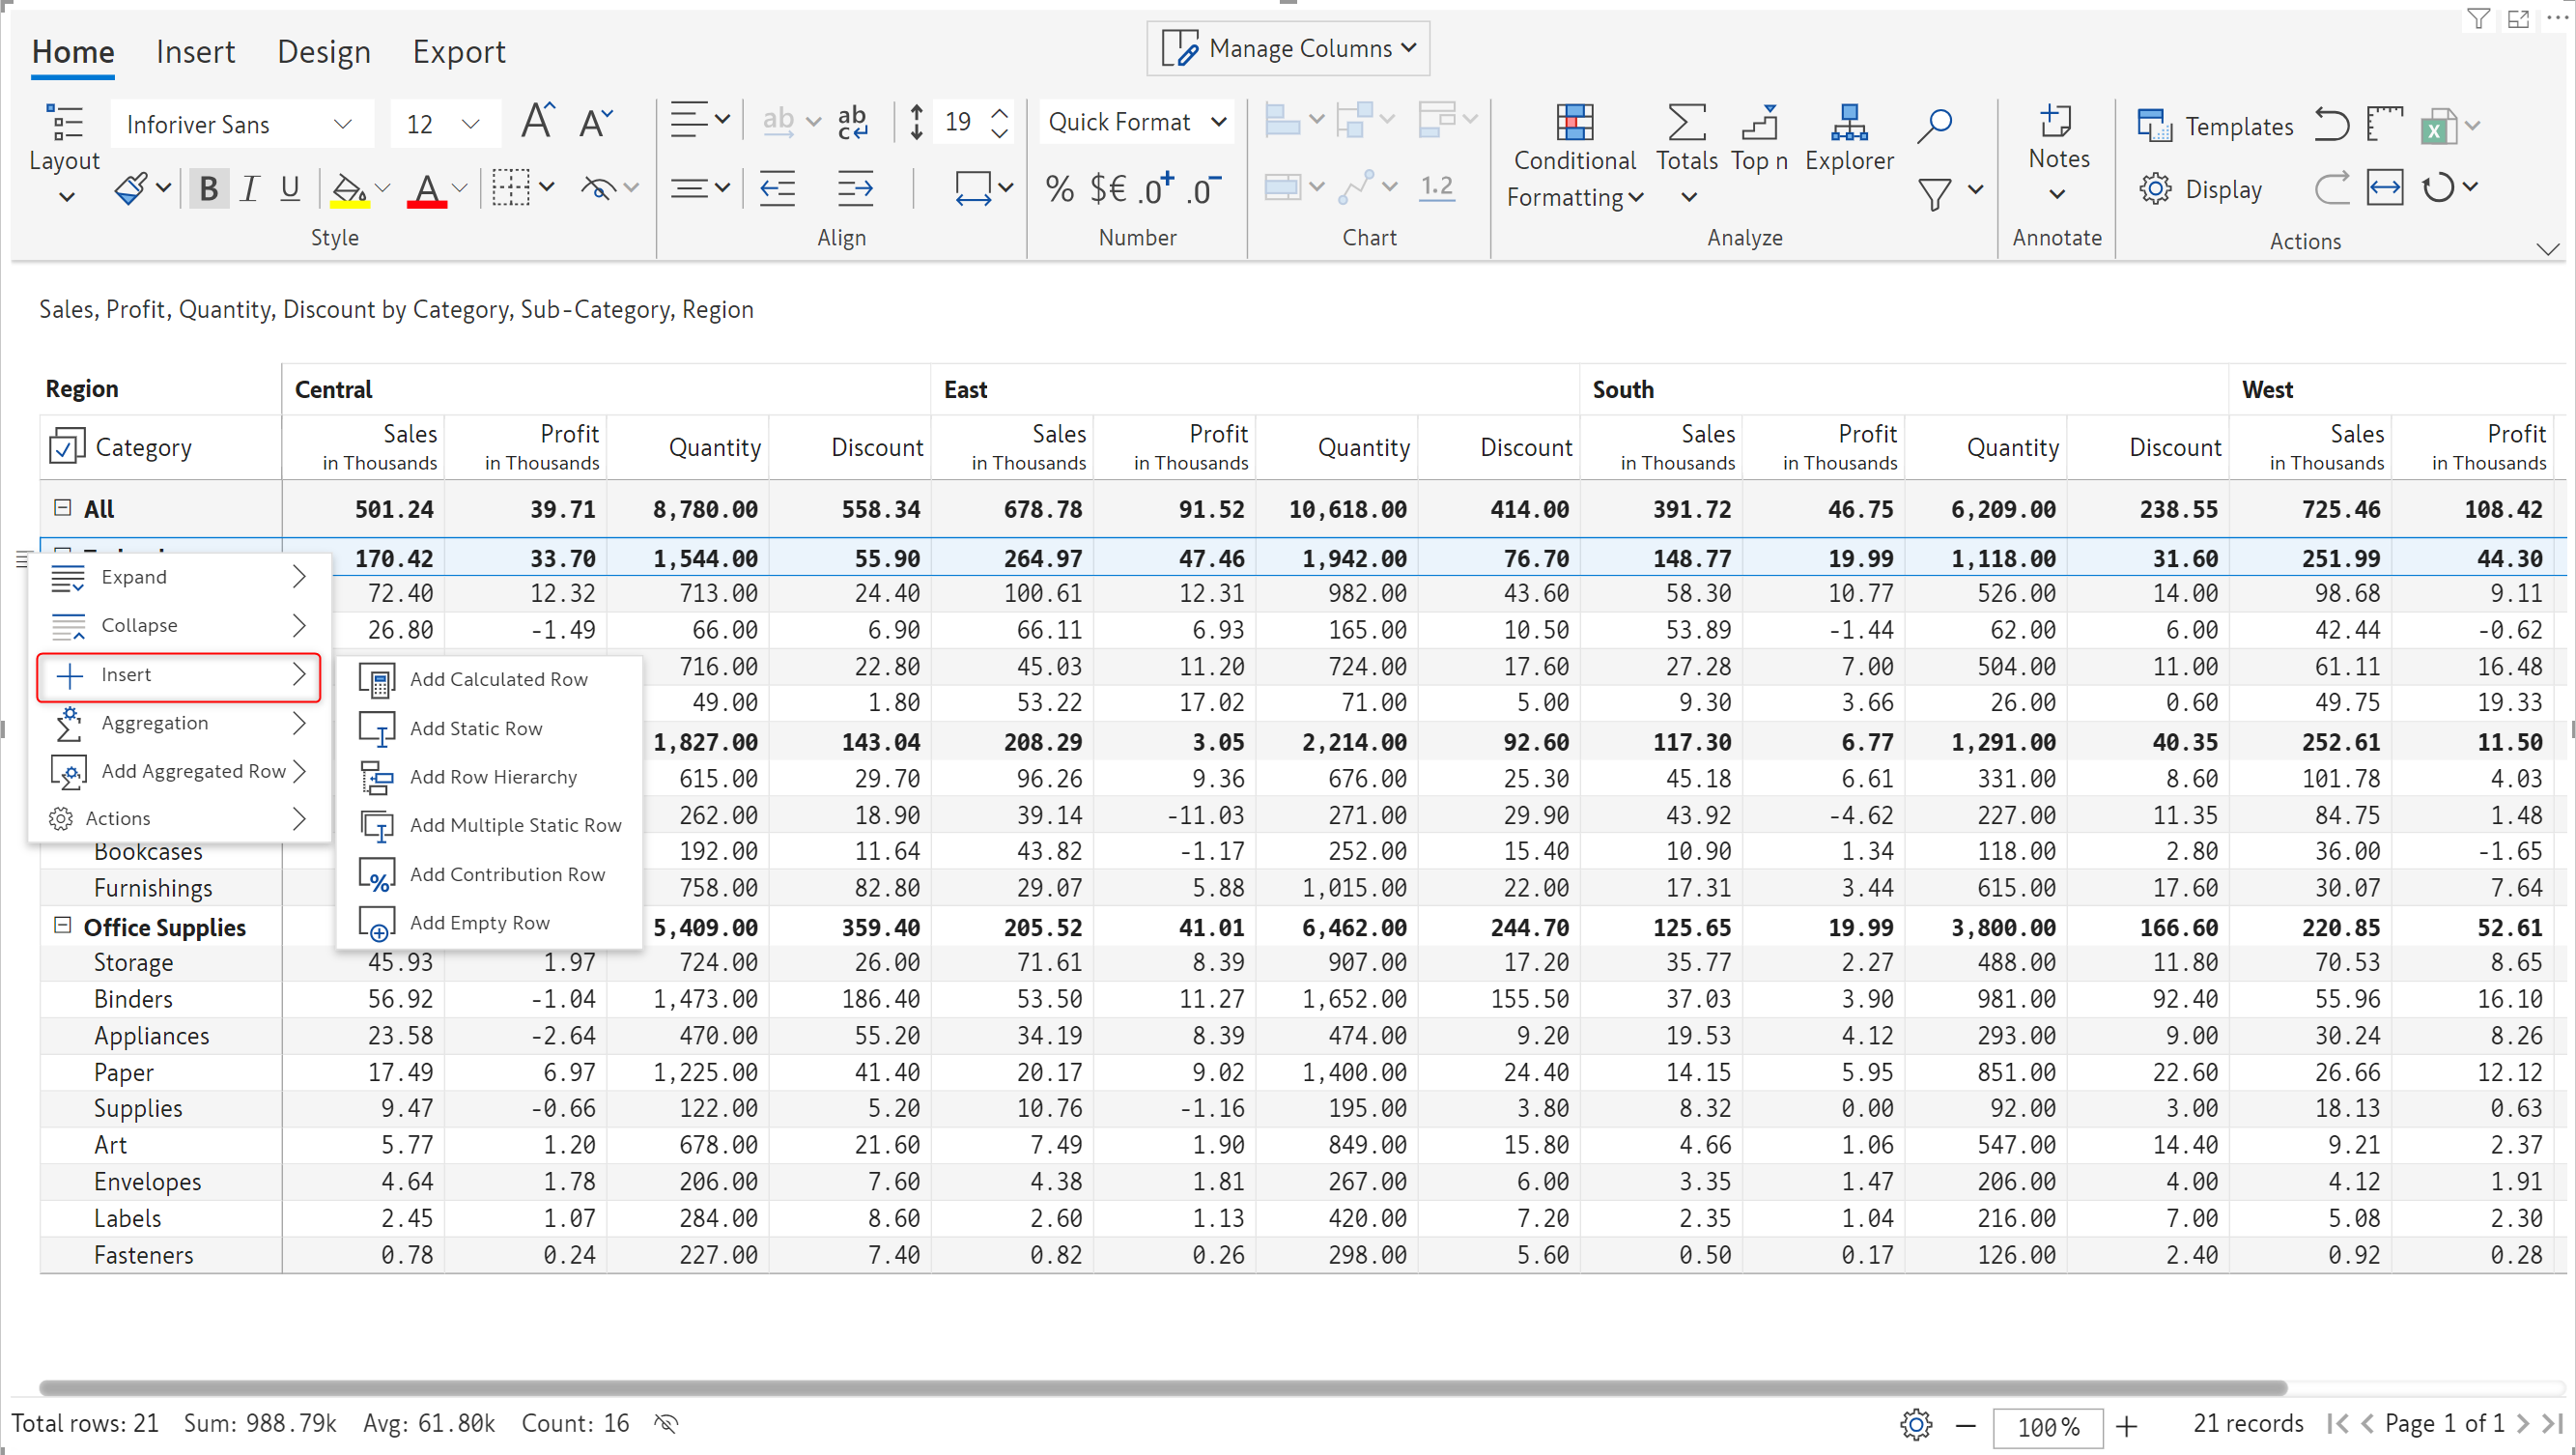 Home Insert Design Export Manage Columns
Inforiver Sans 12 A A ab ab c 19 Quick Format Conditional Formatting Totals Top n Explorer Notes Templates
Layout B I U A % $€ .0 .0 1.2 Display
Style Align Number Chart Analyze Annotate Actions
Sales, Profit, Quantity, Discount by Category, Sub-Category, Region
Region Central East South West
Category Sales in Thousands Profit in Thousands Quantity Discount Sales in Thousands Profit in Thousands Quantity Discount Sales in Thousands Profit in Thousands Quantity Discount Sales in Thousands Profit in Thousands
All 501.24 39.71 8,780.00 558.34 678.78 91.52 10,618.00 414.00 391.72 46.75 6,209.00 238.55 725.46 108.42
170.42 33.70 1,544.00 55.90 264.97 47.46 1,942.00 76.70 148.77 19.99 1,118.00 31.60 251.99 44.30
Expand 72.40 12.32 713.00 24.40 100.61 12.31 982.00 43.60 58.30 10.77 526.00 14.00 98.68 9.11
Collapse 26.80 -1.49 66.00 6.90 66.11 6.93 165.00 10.50 53.89 -1.44 62.00 6.00 42.44 -0.62
Insert Add Calculated Row 716.00 22.80 45.03 11.20 724.00 17.60 27.28 7.00 504.00 11.00 61.11 16.48
Aggregation Add Static Row 49.00 1.80 53.22 17.02 71.00 5.00 9.30 3.66 26.00 0.60 49.75 19.33
1,827.00 143.04 208.29 3.05 2,214.00 92.60 117.30 6.77 1,291.00 40.35 252.61 11.50
Add Aggregated Row Add Row Hierarchy 615.00 29.70 96.26 9.36 676.00 25.30 45.18 6.61 331.00 8.60 101.78 4.03
Actions Add Multiple Static Row 262.00 18.90 39.14 -11.03 271.00 29.90 43.92 -4.62 227.00 11.35 84.75 1.48
Bookcases 192.00 11.64 43.82 -1.17 252.00 15.40 10.90 1.34 118.00 2.80 36.00 -1.65
Furnishings Add Contribution Row 758.00 82.80 29.07 5.88 1,015.00 22.00 17.31 3.44 615.00 17.60 30.07 7.64
Office Supplies Add Empty Row 5,409.00 359.40 205.52 41.01 6,462.00 244.70 125.65 19.99 3,800.00 166.60 220.85 52.61
Storage 45.93 1.97 724.00 26.00 71.61 8.39 907.00 17.20 35.77 2.27 488.00 11.80 70.53 8.65
Binders 56.92 -1.04 1,473.00 186.40 53.50 11.27 1,652.00 155.50 37.03 3.90 981.00 92.40 55.96 16.10
Appliances 23.58 -2.64 470.00 55.20 34.19 8.39 474.00 9.20 19.53 4.12 293.00 9.00 30.24 8.26
Paper 17.49 6.97 1,225.00 41.40 20.17 9.02 1,400.00 24.40 14.15 5.95 851.00 22.60 26.66 12.12
Supplies 9.47 -0.66 122.00 5.20 10.76 -1.16 195.00 3.80 8.32 0.00 92.00 3.00 18.13 0.63
Art 5.77 1.20 678.00 21.60 7.49 1.90 849.00 15.80 4.66 1.06 547.00 14.40 9.21 2.37
Envelopes 4.64 1.78 206.00 7.60 4.38 1.81 267.00 6.00 3.35 1.47 206.00 4.00 4.12 1.91
Labels 2.45 1.07 284.00 8.60 2.60 1.13 420.00 7.20 2.35 1.04 216.00 7.00 5.08 2.30
Fasteners 0.78 0.24 227.00 7.40 0.82 0.26 298.00 5.60 0.50 0.17 126.00 2.40 0.92 0.28
Total rows: 21 Sum: 988.79k Avg: 61.80k Count: 16 100% 21 records Page 1 of 1